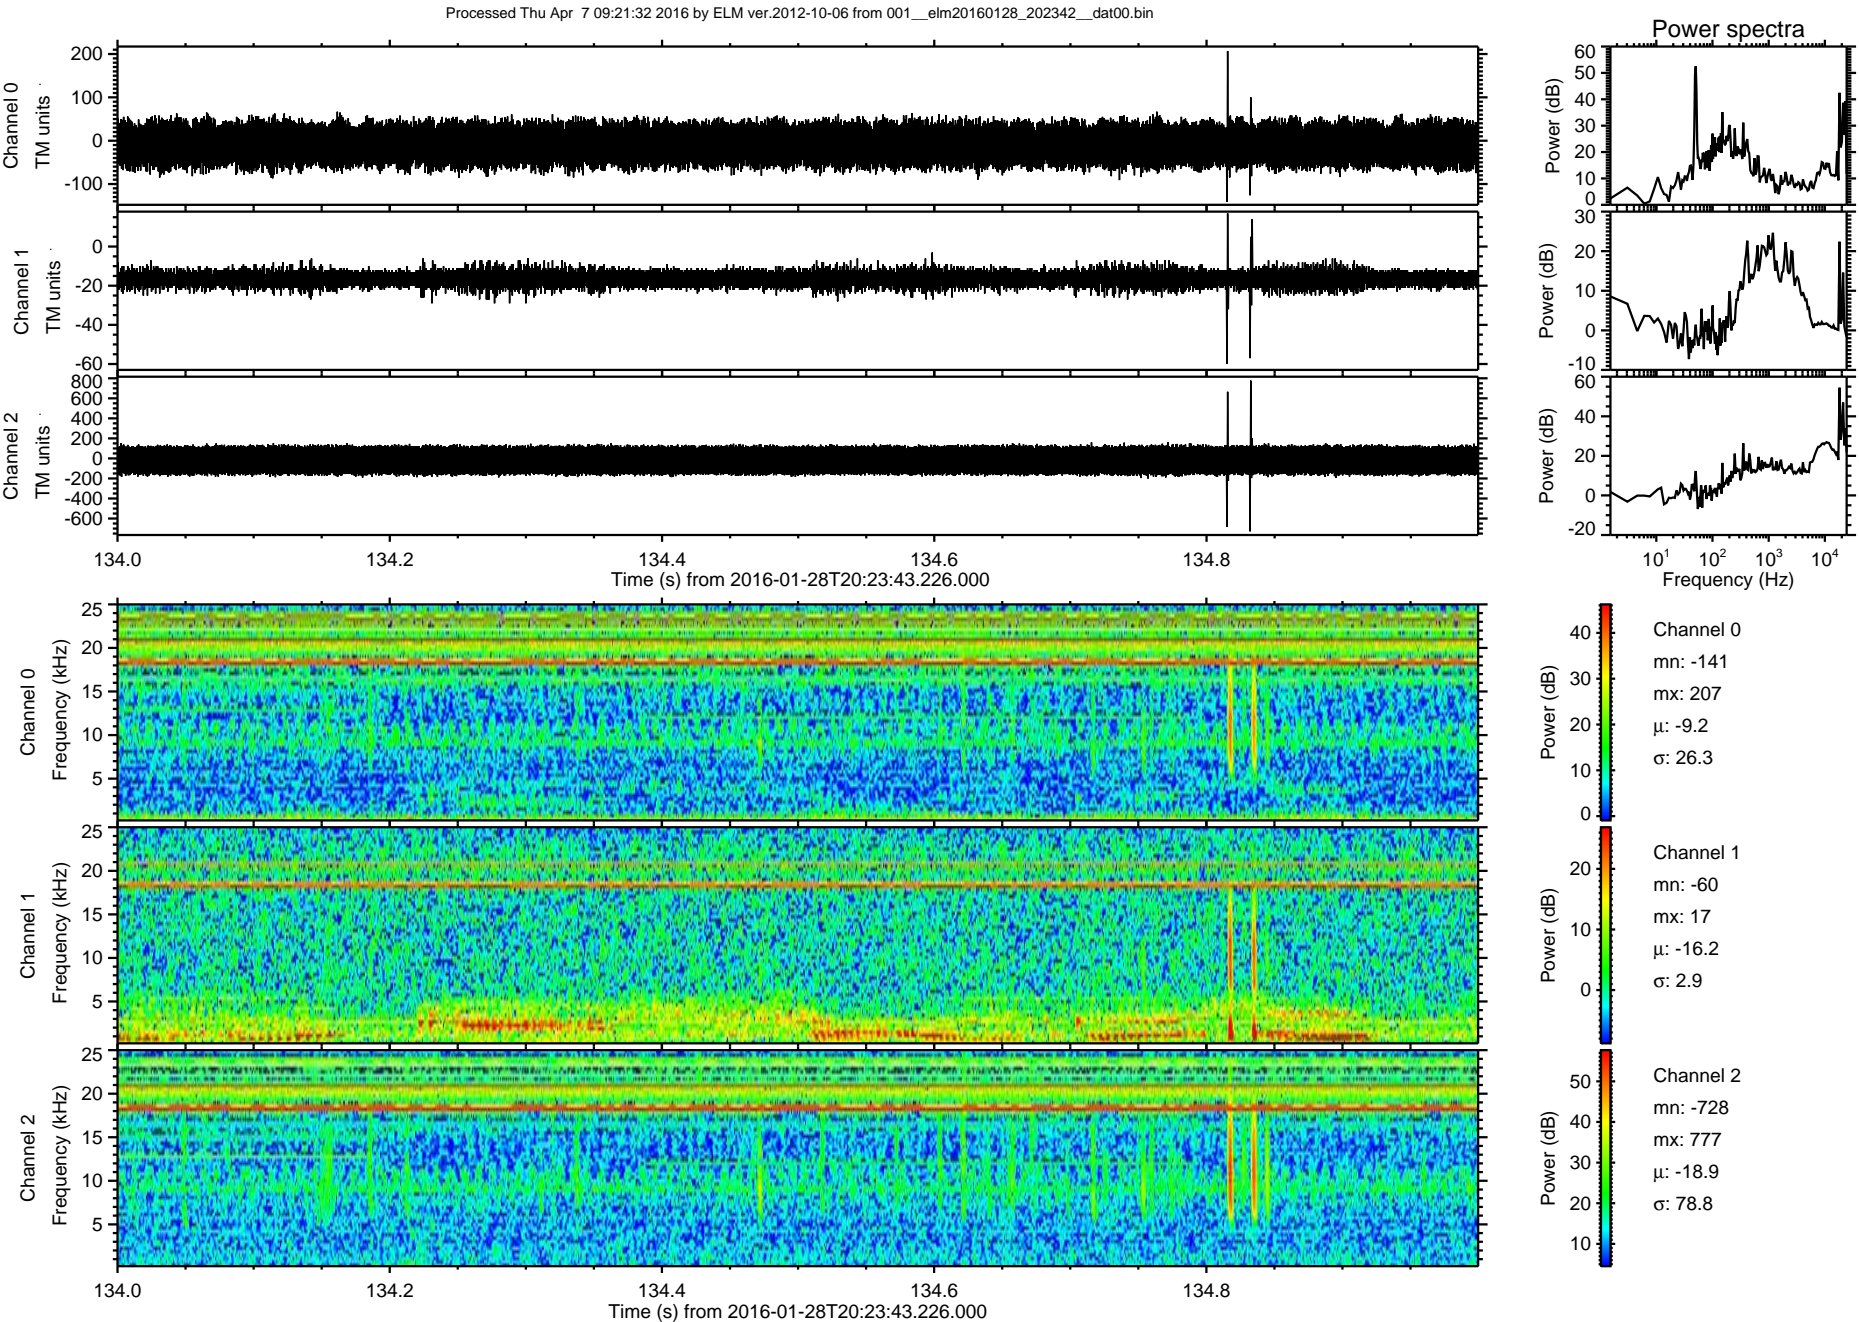 Processed Thu Apr  7 09:21:32 2016 by ELM ver.2012-10-06 from 001__elm20160128_202342__dat00.bin
Power spectra
Channel 0
TM units
200
100
0
-100
Power (dB)
60
50
40
30
20
10
0
Channel 1
TM units
0
-20
-40
-60
Power (dB)
30
20
10
0
-10
Channel 2
TM units
800
600
400
200
0
-200
-400
-600
Power (dB)
60
40
20
0
-20
134.0 134.2 134.4 134.6 134.8
Time (s) from 2016-01-28T20:23:43.226.000
10^1 10^2 10^3 10^4
Frequency (Hz)
Channel 0
Frequency (kHz)
25
20
15
10
5
Power (dB)
40
30
20
10
0
Channel 0
mn: -141
mx: 207
μ: -9.2
σ: 26.3
Channel 1
Frequency (kHz)
25
20
15
10
5
Power (dB)
20
10
0
Channel 1
mn: -60
mx: 17
μ: -16.2
σ: 2.9
Channel 2
Frequency (kHz)
25
20
15
10
5
Power (dB)
50
40
30
20
10
Channel 2
mn: -728
mx: 777
μ: -18.9
σ: 78.8
134.0 134.2 134.4 134.6 134.8
Time (s) from 2016-01-28T20:23:43.226.000